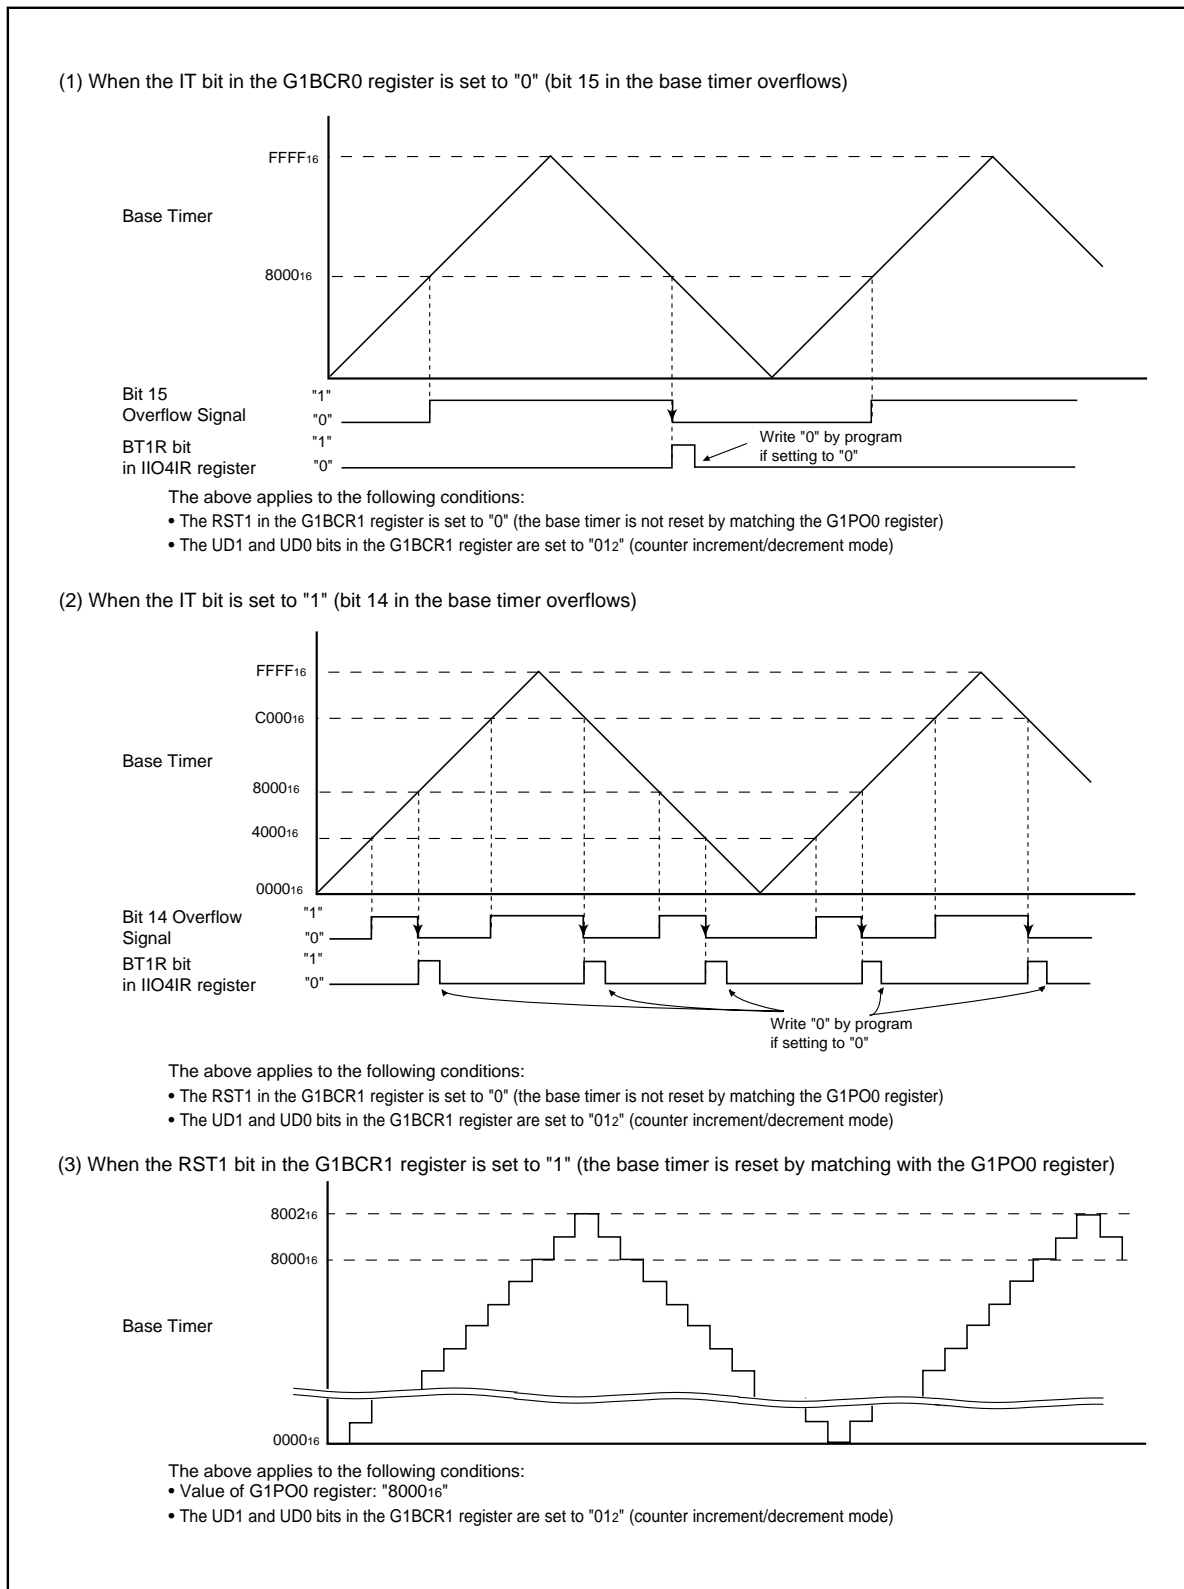 (1) When the IT bit in the G1BCR0 register is set to "0" (bit 15 in the base timer overflows)
FFFF16
Base Timer
800016
Bit 15
Overflow Signal
"1"
"0"
BT1R bit
in IIO4IR register
"1"
"0"
Write "0" by program
if setting to "0"
The above applies to the following conditions:
• The RST1 in the G1BCR1 register is set to "0" (the base timer is not reset by matching the G1PO0 register)
• The UD1 and UD0 bits in the G1BCR1 register are set to "012" (counter increment/decrement mode)
(2) When the IT bit is set to "1" (bit 14 in the base timer overflows)
FFFF16
C00016
Base Timer
800016
400016
000016
Bit 14 Overflow
Signal
"1"
"0"
BT1R bit
in IIO4IR register
"1"
"0"
Write "0" by program
if setting to "0"
The above applies to the following conditions:
• The RST1 in the G1BCR1 register is set to "0" (the base timer is not reset by matching the G1PO0 register)
• The UD1 and UD0 bits in the G1BCR1 register are set to "012" (counter increment/decrement mode)
(3) When the RST1 bit in the G1BCR1 register is set to "1" (the base timer is reset by matching with the G1PO0 register)
800216
800016
Base Timer
000016
The above applies to the following conditions:
• Value of G1PO0 register: "800016"
• The UD1 and UD0 bits in the G1BCR1 register are set to "012" (counter increment/decrement mode)